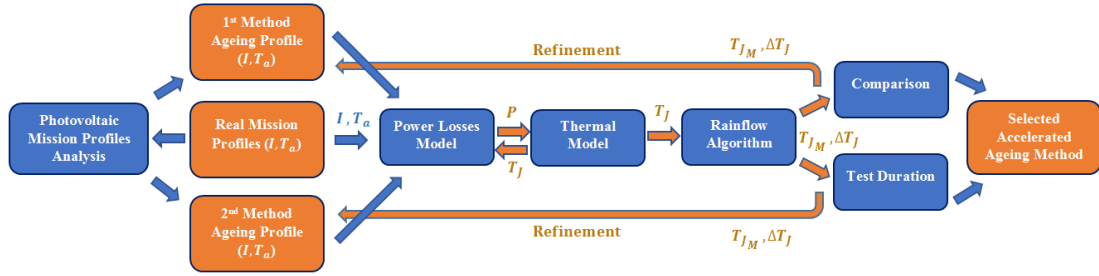 1st Method
Ageing Profile
(I, Ta)
Photovoltaic
Mission Profiles
Analysis
Real Mission
Profiles (I, Ta)
2nd Method
Ageing Profile
(I, Ta)
I, Ta
Power Losses
Model
P
TJ
Thermal
Model
TJ
Rainflow
Algorithm
Refinement
TJM, ΔTJ
TJM, ΔTJ
Refinement
TJM, ΔTJ
Comparison
Test Duration
Selected
Accelerated
Ageing Method